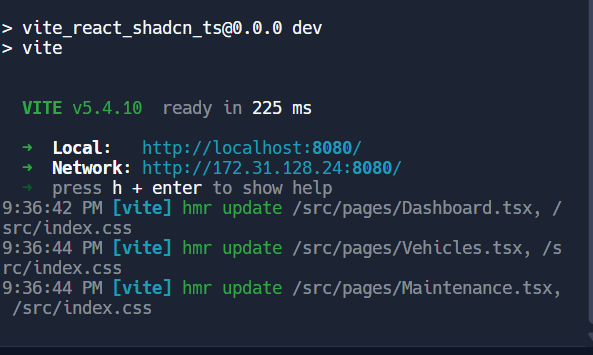 > vite_react_shadcn_ts@0.0.0 dev
> vite
VITE v5.4.10 ready in 225 ms
➜ Local: http://localhost:8080/
➜ Network: http://172.31.128.24:8080/
➜ press h + enter to show help
9:36:42 PM [vite] hmr update /src/pages/Dashboard.tsx, /
src/index.css
9:36:44 PM [vite] hmr update /src/pages/Vehicles.tsx, /s
rc/index.css
9:36:44 PM [vite] hmr update /src/pages/Maintenance.tsx,
/src/index.css